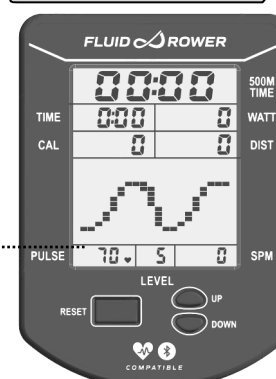 FLUID ROWER
00:00 500M TIME
TIME 0:00 0 WATT
CAL 0 0 DIST
PULSE 70 5 0 SPM
LEVEL
RESET UP
DOWN
COMPATIBLE